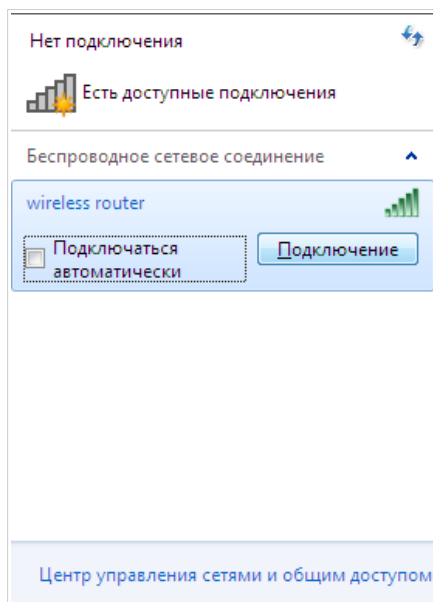 Нет подключения
Есть доступные подключения
Беспроводное сетевое соединение
wireless router
Подключаться
автоматически
Подключение
Центр управления сетями и общим доступом